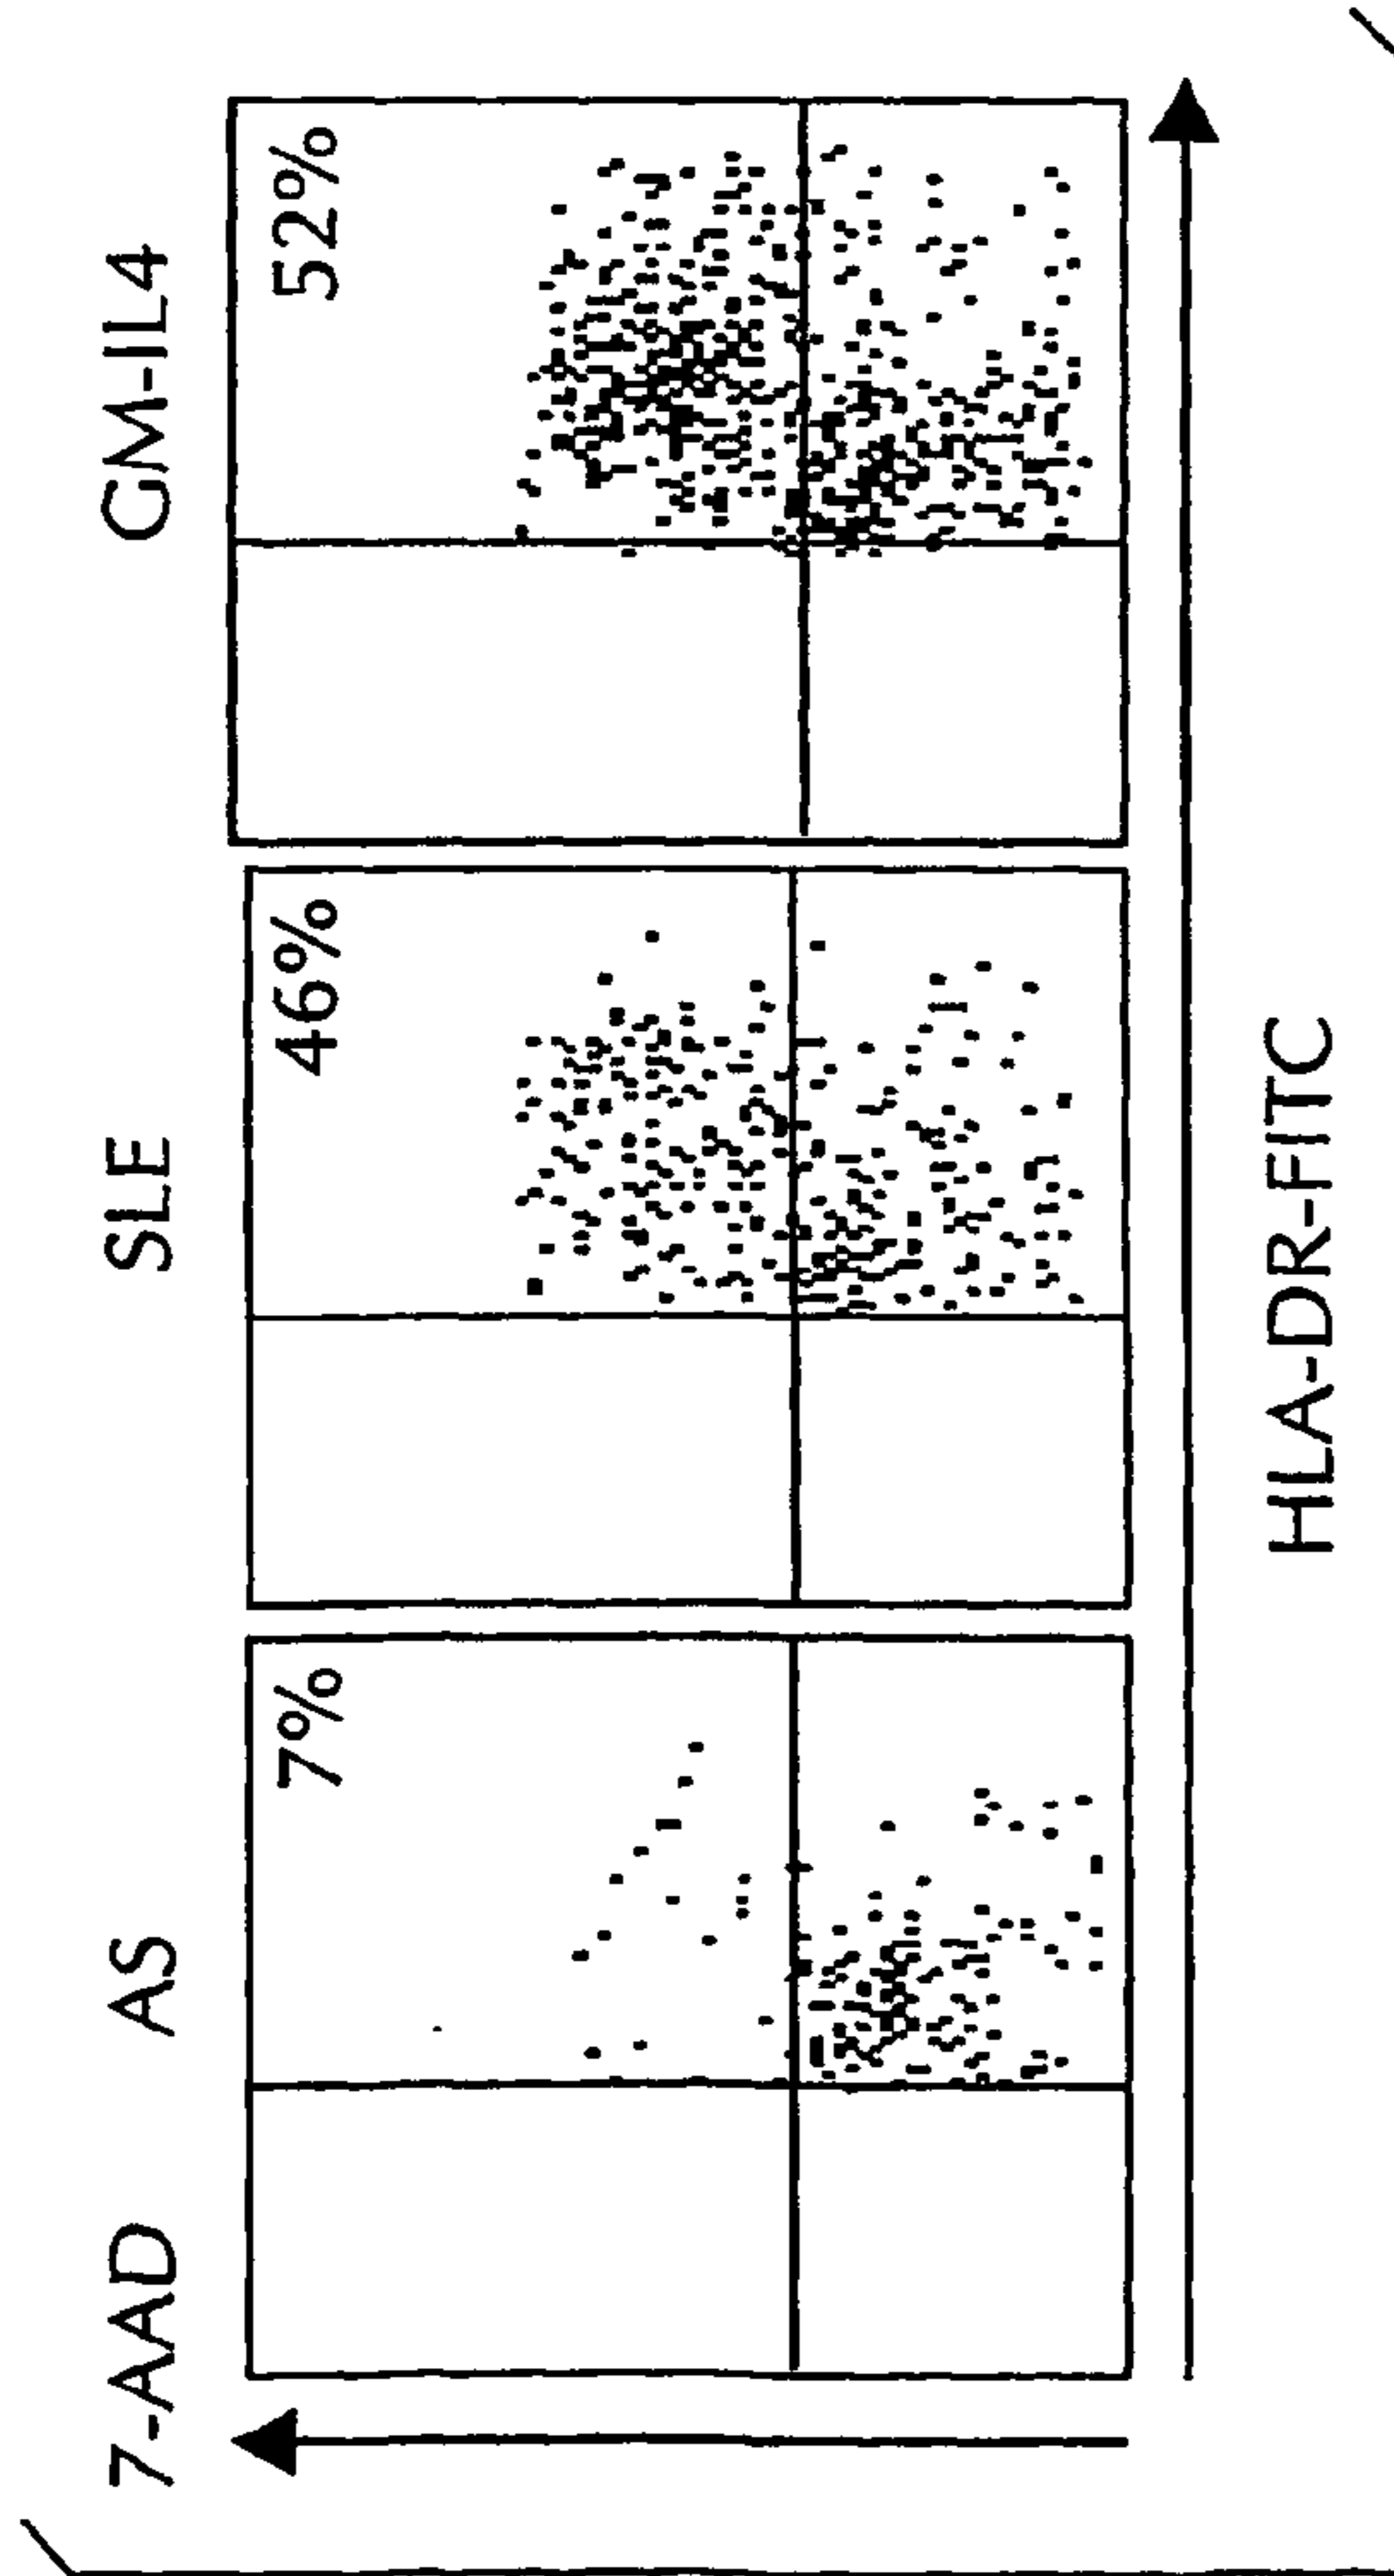 7-AAD
AS
SLE
GM-IL4
7%
46%
52%
HLA-DR-FITC